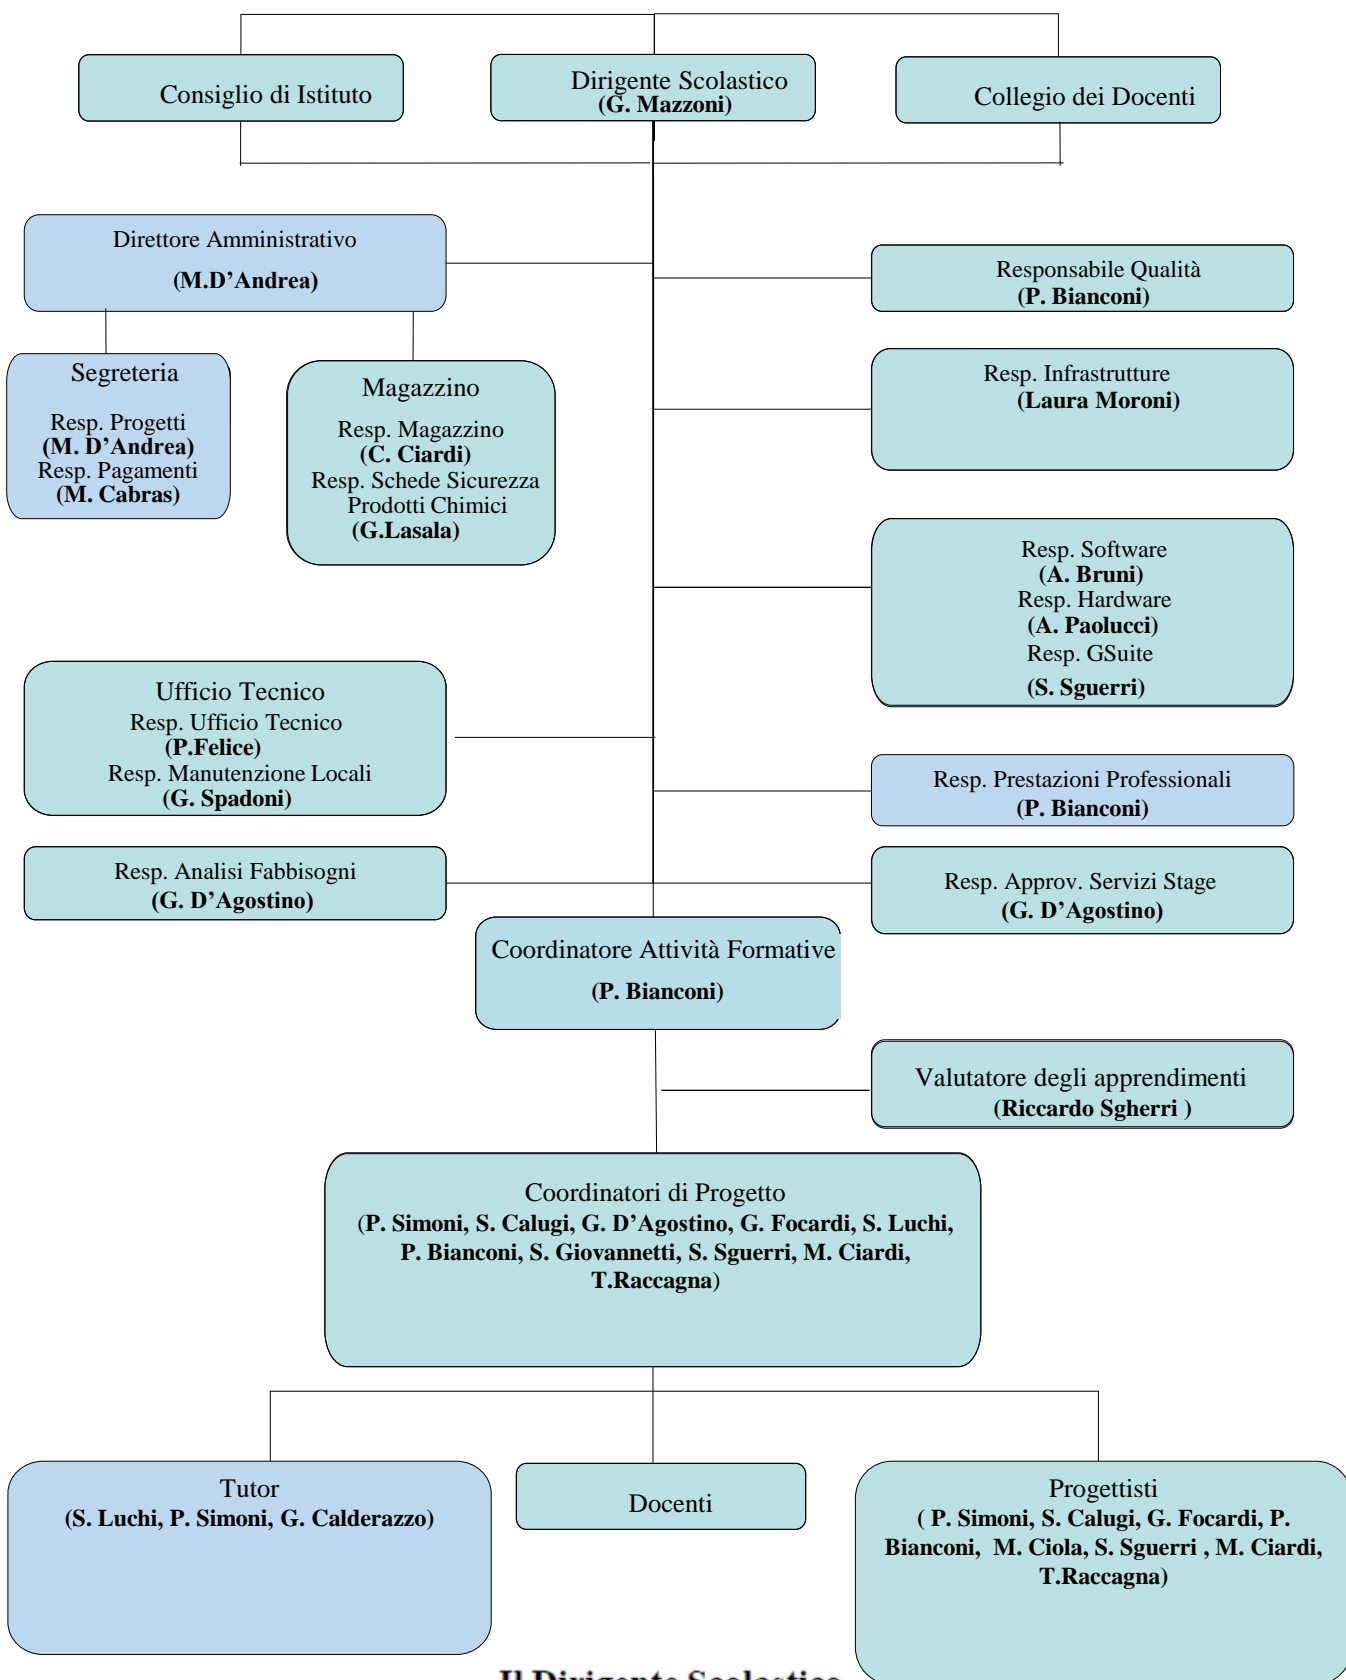 Consiglio di Istituto
Dirigente Scolastico
(G. Mazzoni)
Collegio dei Docenti
Direttore Amministrativo
(M.D’Andrea)
Responsabile Qualità
(P. Bianconi)
Segreteria
Resp. Progetti
(M. D’Andrea)
Resp. Pagamenti
(M. Cabras)
Magazzino
Resp. Magazzino
(C. Ciardi)
Resp. Schede Sicurezza
Prodotti Chimici
(G.Lasala)
Resp. Infrastrutture
(Laura Moroni)
Resp. Software
(A. Bruni)
Resp. Hardware
(A. Paolucci)
Resp. GSuite
(S. Sguerri)
Ufficio Tecnico
Resp. Ufficio Tecnico
(P.Felice)
Resp. Manutenzione Locali
(G. Spadoni)
Resp. Prestazioni Professionali
(P. Bianconi)
Resp. Analisi Fabbisogni
(G. D’Agostino)
Resp. Approv. Servizi Stage
(G. D’Agostino)
Coordinatore Attività Formative
(P. Bianconi)
Valutatore degli apprendimenti
(Riccardo Sgherri )
Coordinatori di Progetto
(P. Simoni, S. Calugi, G. D’Agostino, G. Focardi, S. Luchi,
P. Bianconi, S. Giovannetti, S. Sguerri, M. Ciardi,
T.Raccagna)
Tutor
(S. Luchi, P. Simoni, G. Calderazzo)
Docenti
Progettisti
( P. Simoni, S. Calugi, G. Focardi, P.
Bianconi, M. Ciola, S. Sguerri , M. Ciardi,
T.Raccagna)
Il Dirigente Scolastico